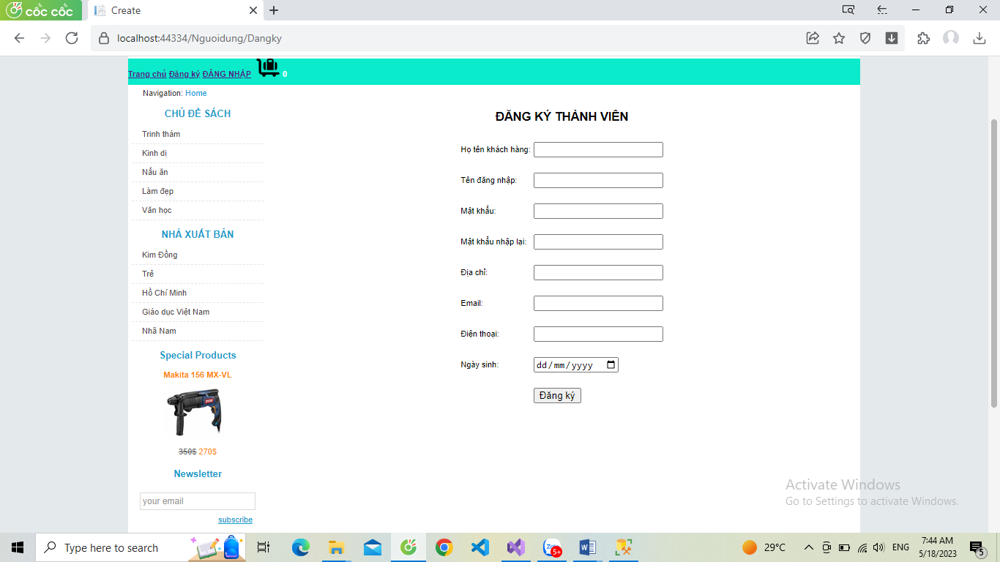 cốc cốc
Create
localhost:44334/Nguoidung/Dangky
Trang chủ Đăng ký ĐĂNG NHẬP 0
Navigation: Home
CHỦ ĐỀ SÁCH
Trinh thám
Kinh dị
Nấu ăn
Làm đẹp
Văn học
NHÀ XUẤT BẢN
Kim Đồng
Trẻ
Hồ Chí Minh
Giáo dục Việt Nam
Nhã Nam
Special Products
Makita 156 MX-VL
350$ 270$
Newsletter
your email
subscribe
ĐĂNG KÝ THÀNH VIÊN
Họ tên khách hàng:
Tên đăng nhập:
Mật khẩu:
Mật khẩu nhập lại:
Địa chỉ:
Email:
Điện thoại:
Ngày sinh: dd/mm/yyyy
Đăng ký
Activate Windows
Go to Settings to activate Windows.
Type here to search
5+
29°C
ENG
7:44 AM
5/18/2023
5